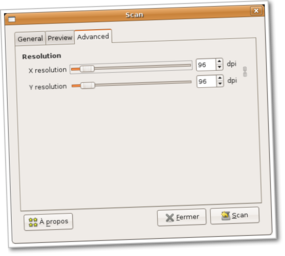 Scan
General Preview Advanced
Resolution
X resolution 96 dpi
Y resolution 96 dpi
A propos Fermer Scan